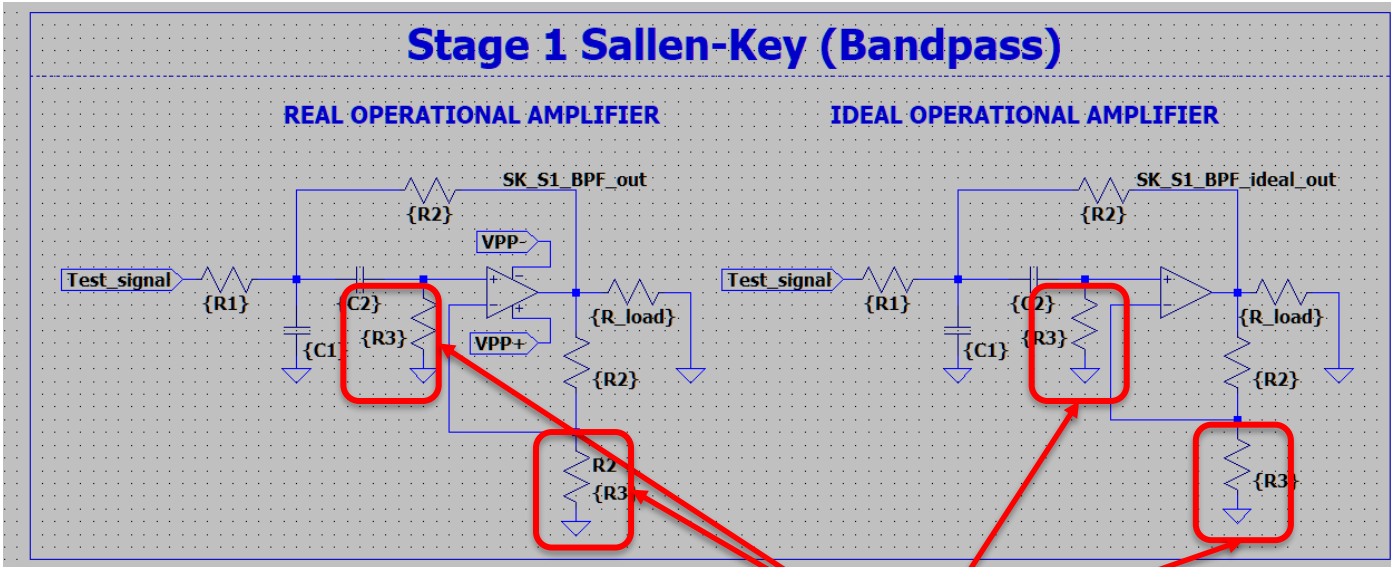 Stage 1 Sallen-Key (Bandpass)
REAL OPERATIONAL AMPLIFIER
IDEAL OPERATIONAL AMPLIFIER
SK_S1_BPF_out
{R2}
VPP-
Test_signal
{R1}
{C2}
{R3}
{C1}
VPP+
{R_load}
{R2}
R2
{R3
SK_S1_BPF_ideal_out
{R2}
Test_signal
{R1}
{C2}
{R3}
{C1}
{R_load}
{R2}
{R3}